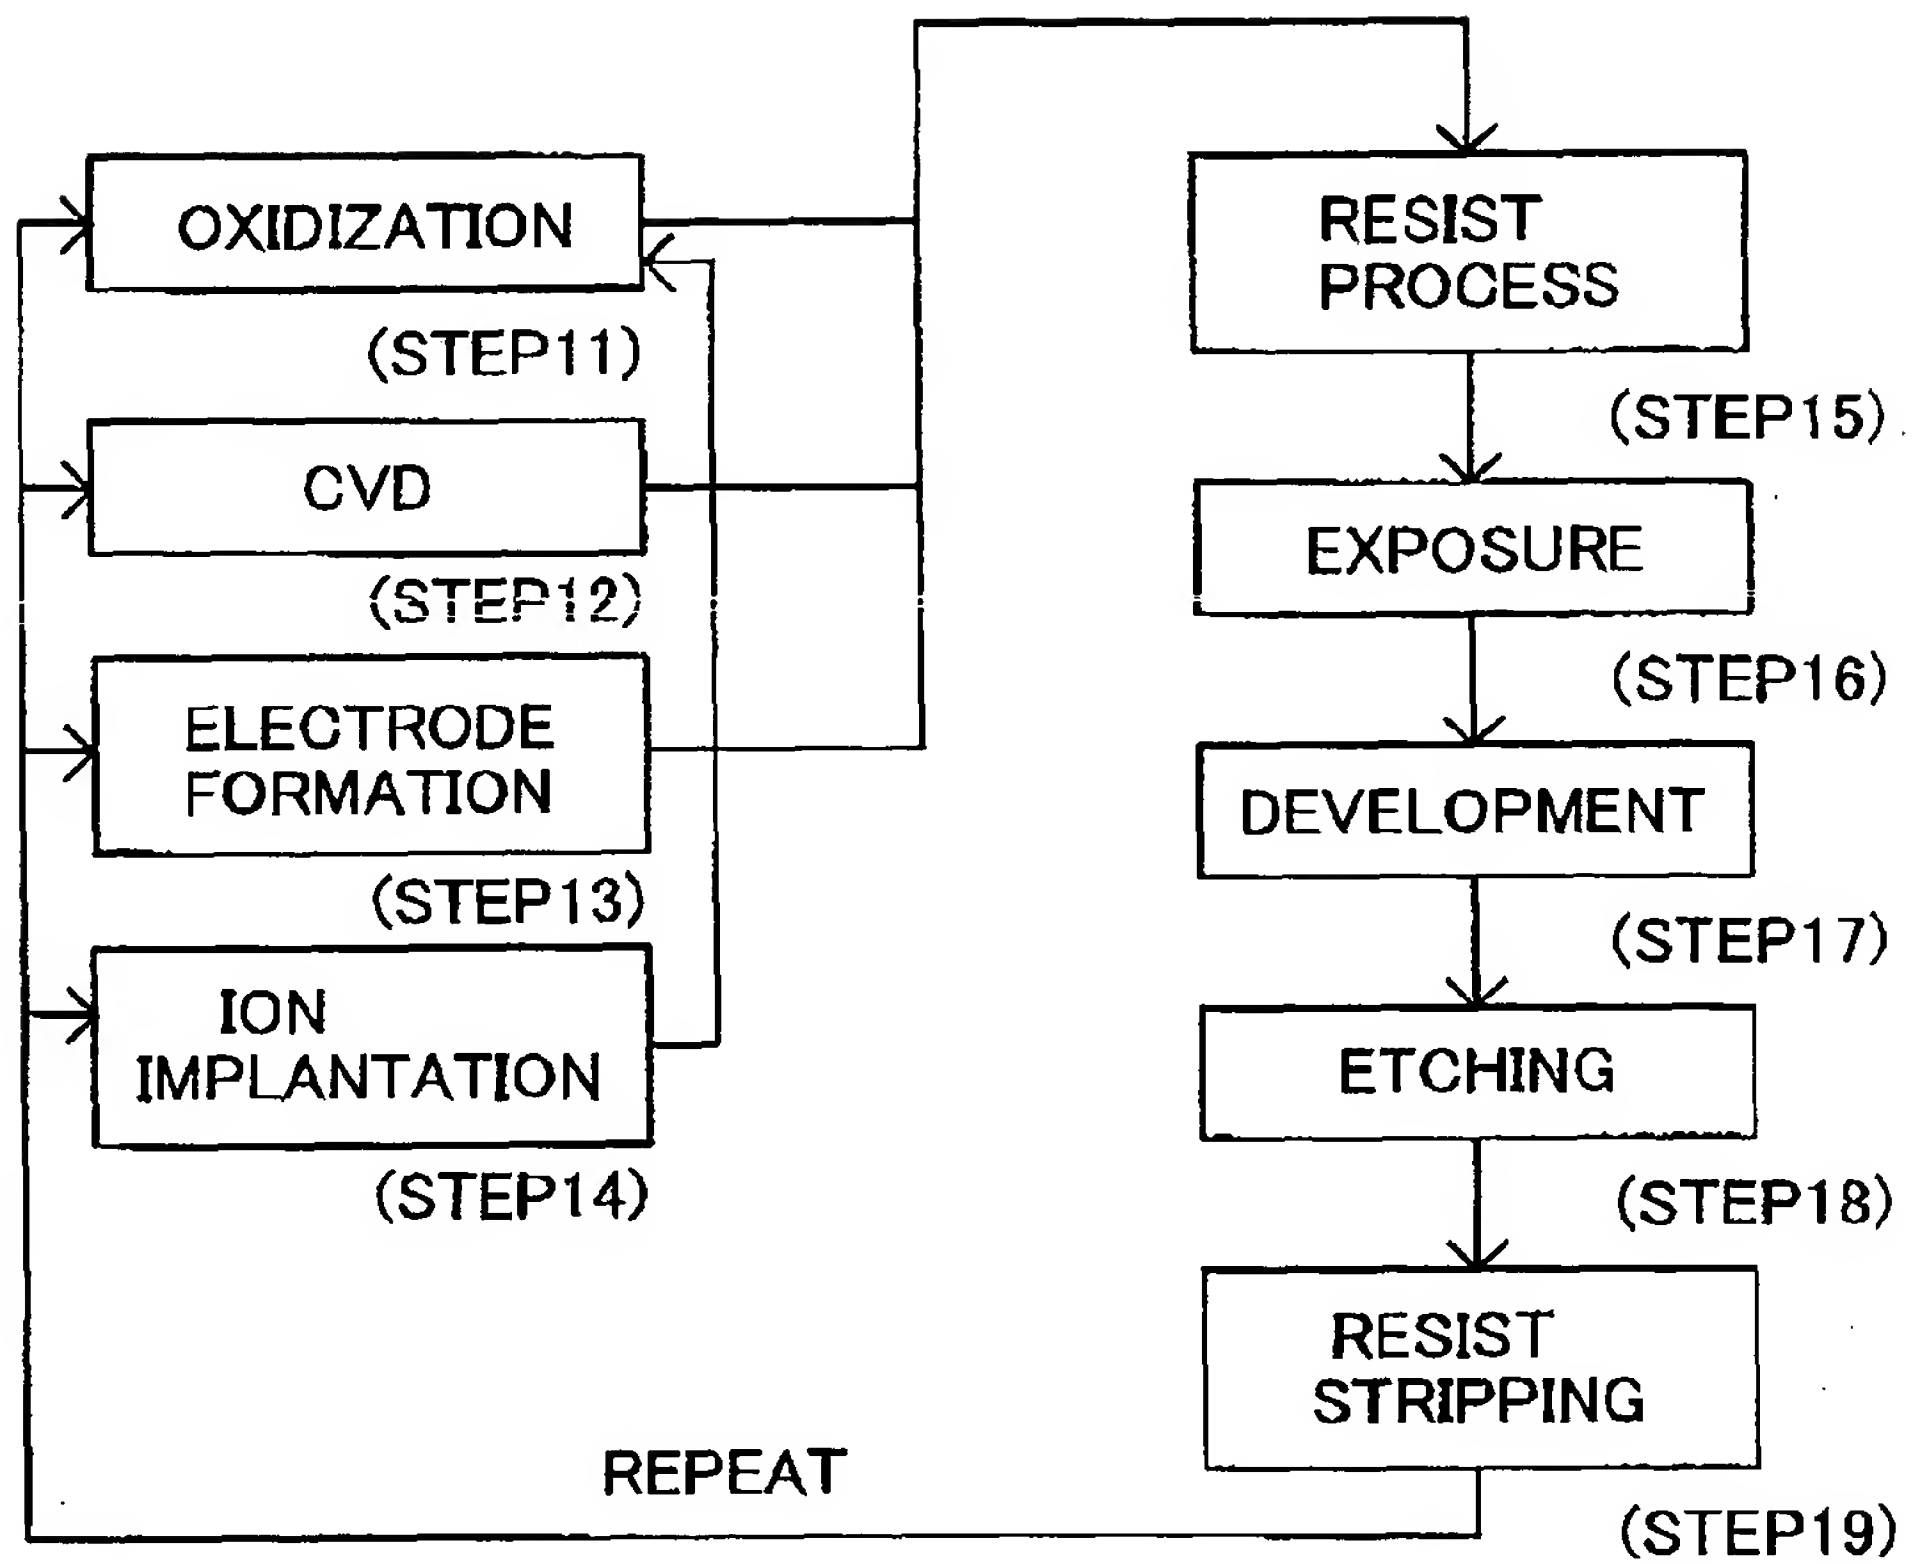 OXIDIZATION
(STEP11)
CVD
(STEP12)
ELECTRODE
FORMATION
(STEP13)
ION
IMPLANTATION
(STEP14)
RESIST
PROCESS
(STEP15)
EXPOSURE
(STEP16)
DEVELOPMENT
(STEP17)
ETCHING
(STEP18)
RESIST
STRIPPING
(STEP19)
REPEAT